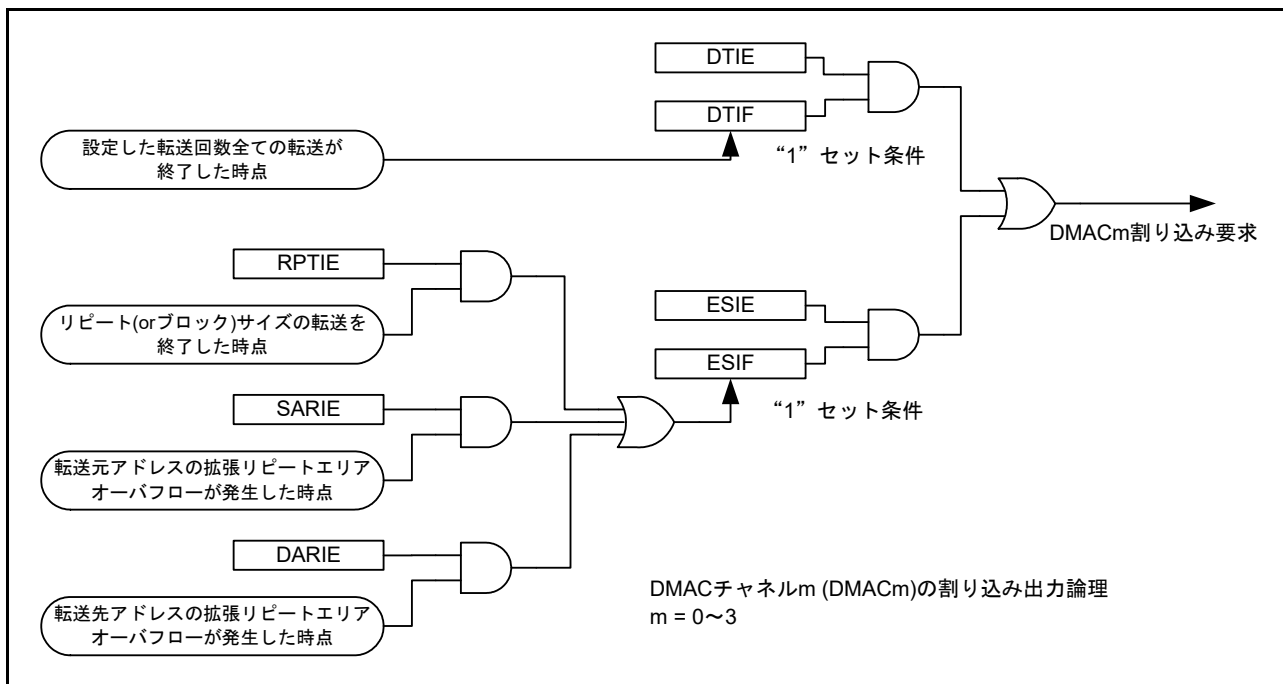 DTIE
DTIF
設定した転送回数全ての転送が
終了した時点
“1”セット条件
DMACm割り込み要求
RPTIE
リピート(orブロック)サイズの転送を
終了した時点
ESIE
ESIF
“1”セット条件
SARIE
転送元アドレスの拡張リピートエリア
オーバフローが発生した時点
DARIE
転送先アドレスの拡張リピートエリア
オーバフローが発生した時点
DMACチャネルm (DMACm)の割り込み出力論理
m = 0～3